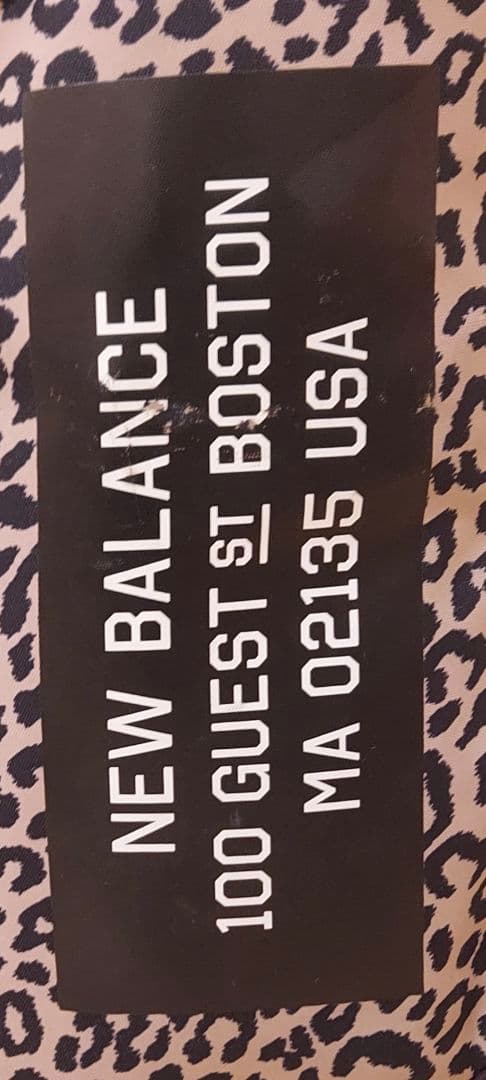 NEW BALANCE
100 GUEST ST BOSTON
MA 02135 USA